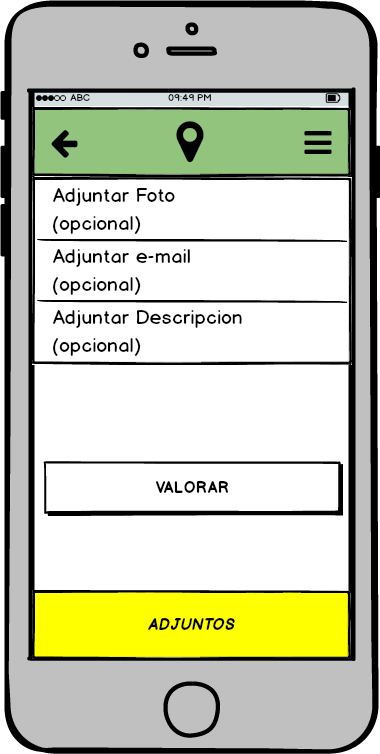 ABC 09:49 PM
Adjuntar Foto
(opcional)
Adjuntar e-mail
(opcional)
Adjuntar Descripcion
(opcional)
VALORAR
ADJUNTOS